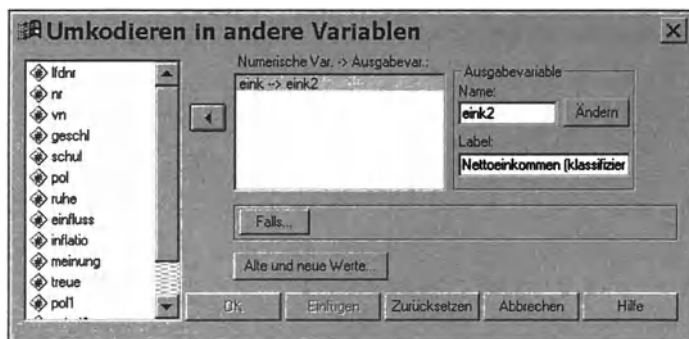 Umkodieren in andere Variablen
lfdnr
nr
vn
geschl
schul
pol
ruhe
einfluss
inflatio
meinung
treue
pol1
Numerische Var. -> Ausgabevar.:
eink --> eink2
Ausgabevariable
Name:
eink2
Ändern
Label:
Nettoeinkommen (klassifizier
Falls...
Alte und neue Werte...
OK
Einfügen
Zurücksetzen
Abbrechen
Hilfe